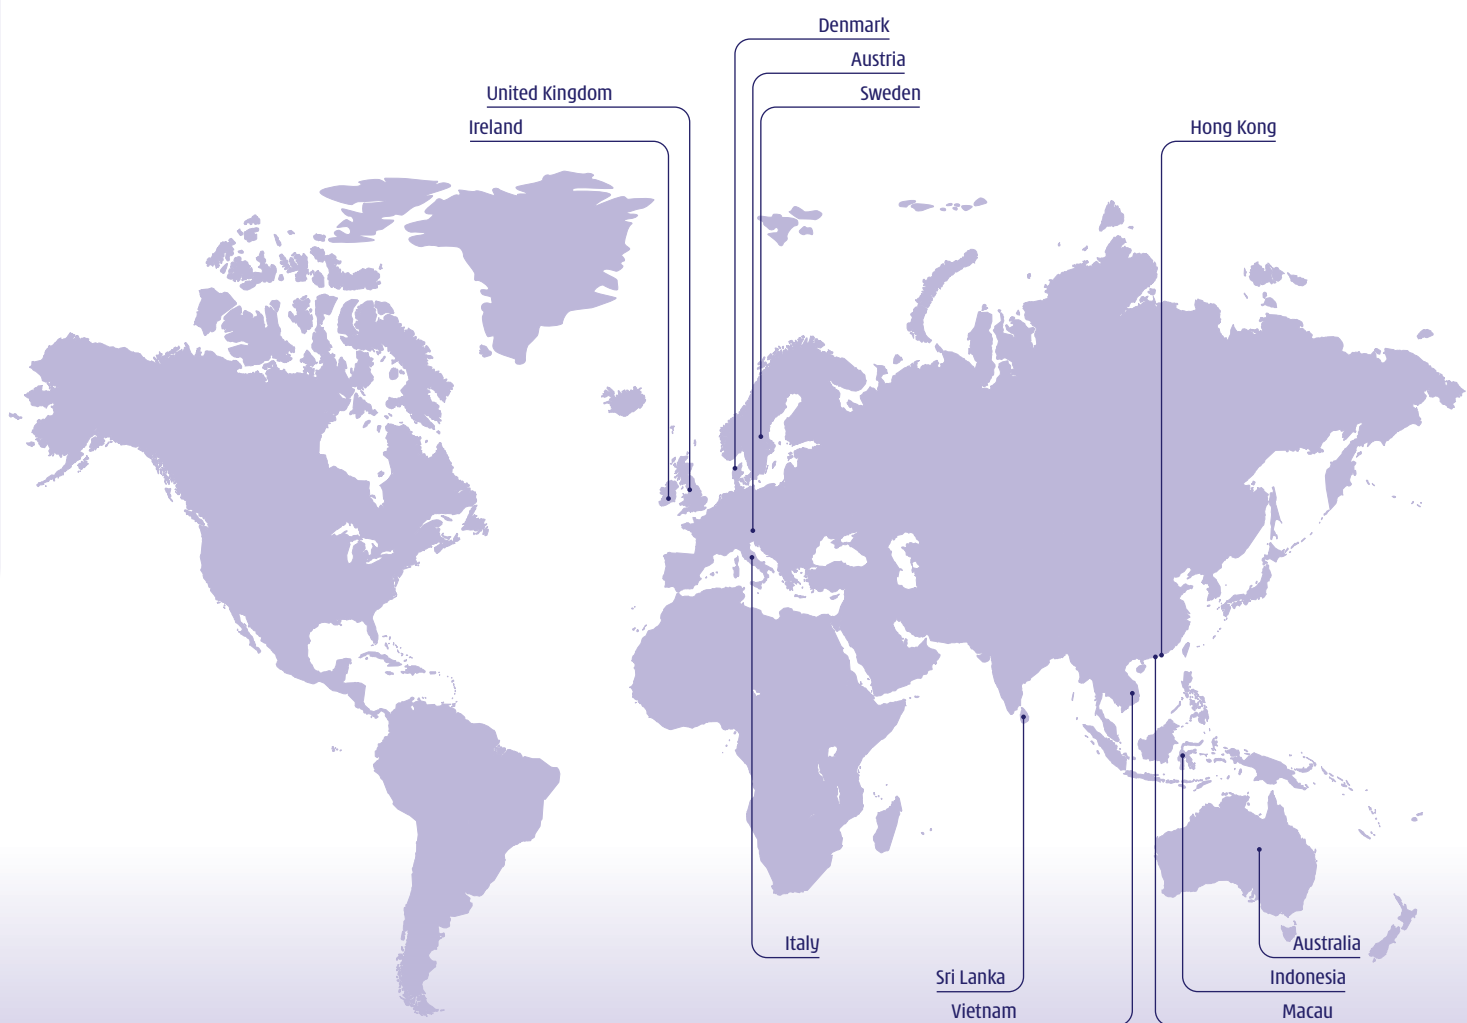 Denmark
Austria
United Kingdom
Sweden
Ireland
Hong Kong
Italy
Australia
Sri Lanka
Indonesia
Vietnam
Macau